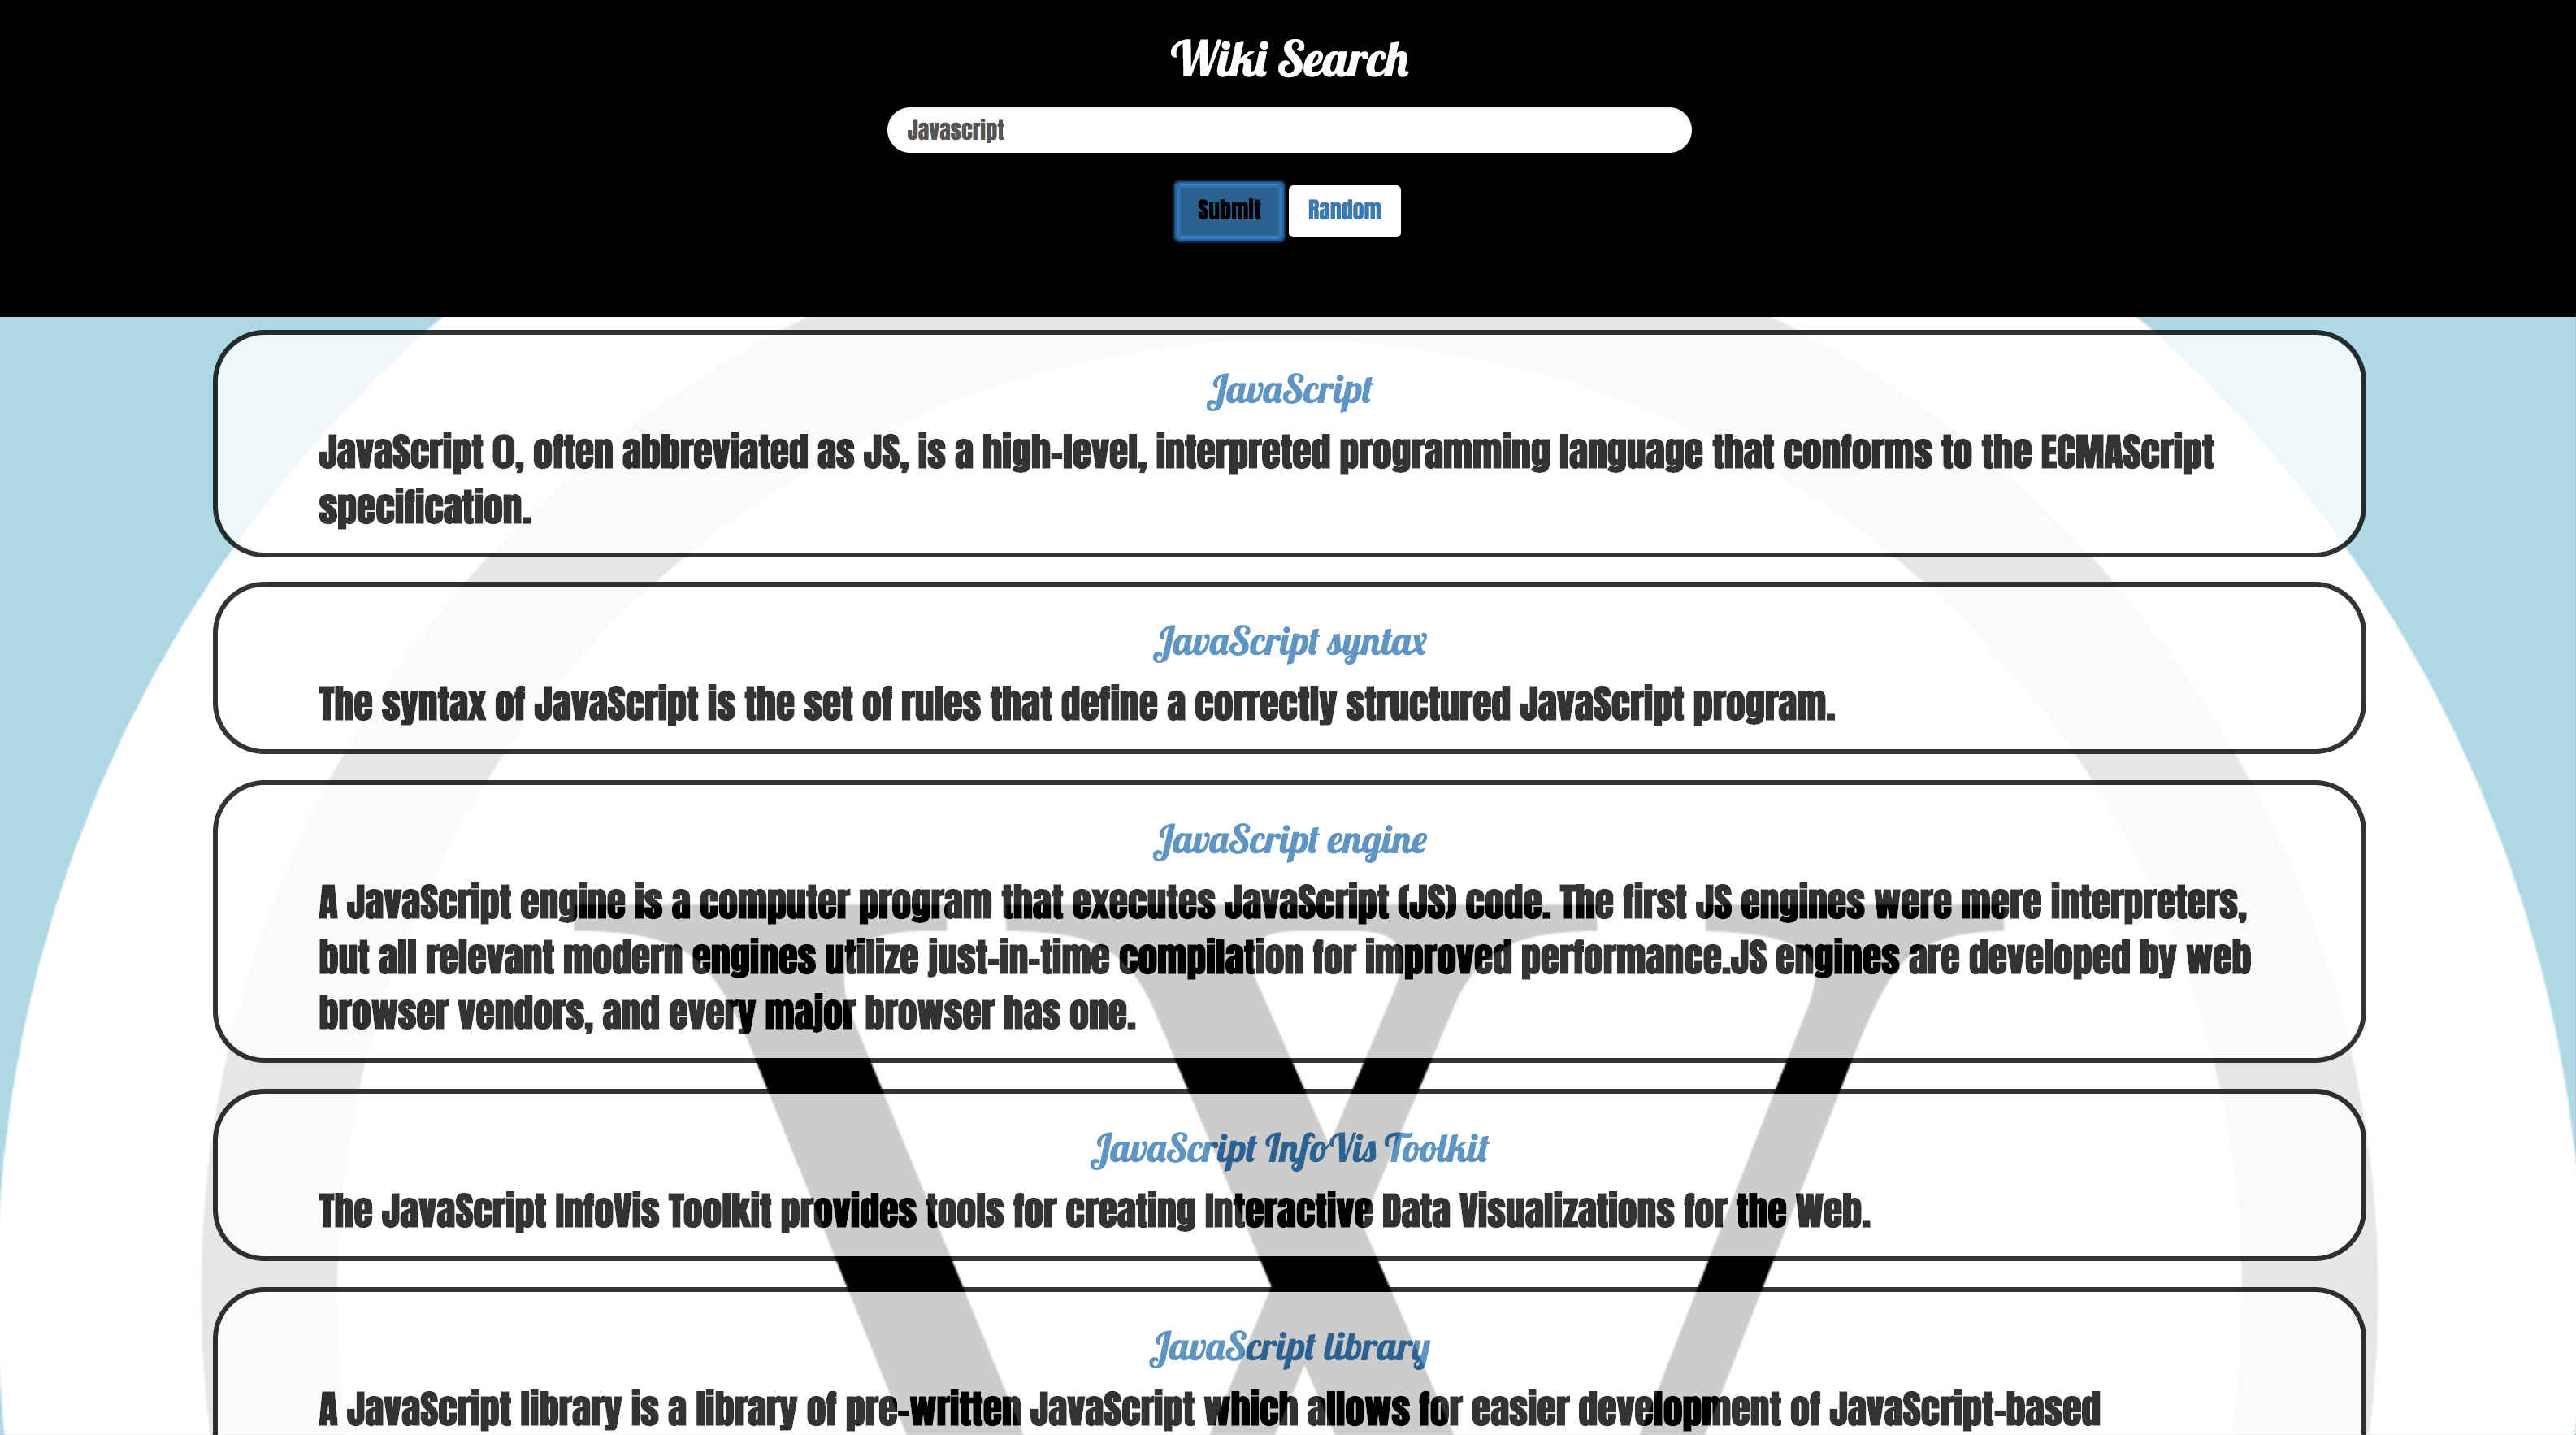 Wiki Search
Javascript
Submit Random
JavaScript
JavaScript (), often abbreviated as JS, is a high-level, interpreted programming language that conforms to the ECMAScript
specification.
JavaScript syntax
The syntax of JavaScript is the set of rules that define a correctly structured JavaScript program.
JavaScript engine
A JavaScript engine is a computer program that executes JavaScript (JS) code. The first JS engines were mere interpreters,
but all relevant modern engines utilize just-in-time compilation for improved performance.JS engines are developed by web
browser vendors, and every major browser has one.
JavaScript InfoVis Toolkit
The JavaScript InfoVis Toolkit provides tools for creating Interactive Data Visualizations for the Web.
JavaScript library
A JavaScript library is a library of pre-written JavaScript which allows for easier development of JavaScript-based
W